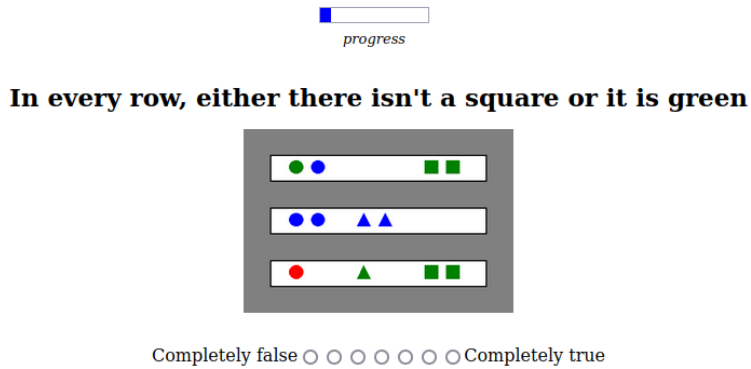 progress
In every row, either there isn't a square or it is green
Completely false Completely true